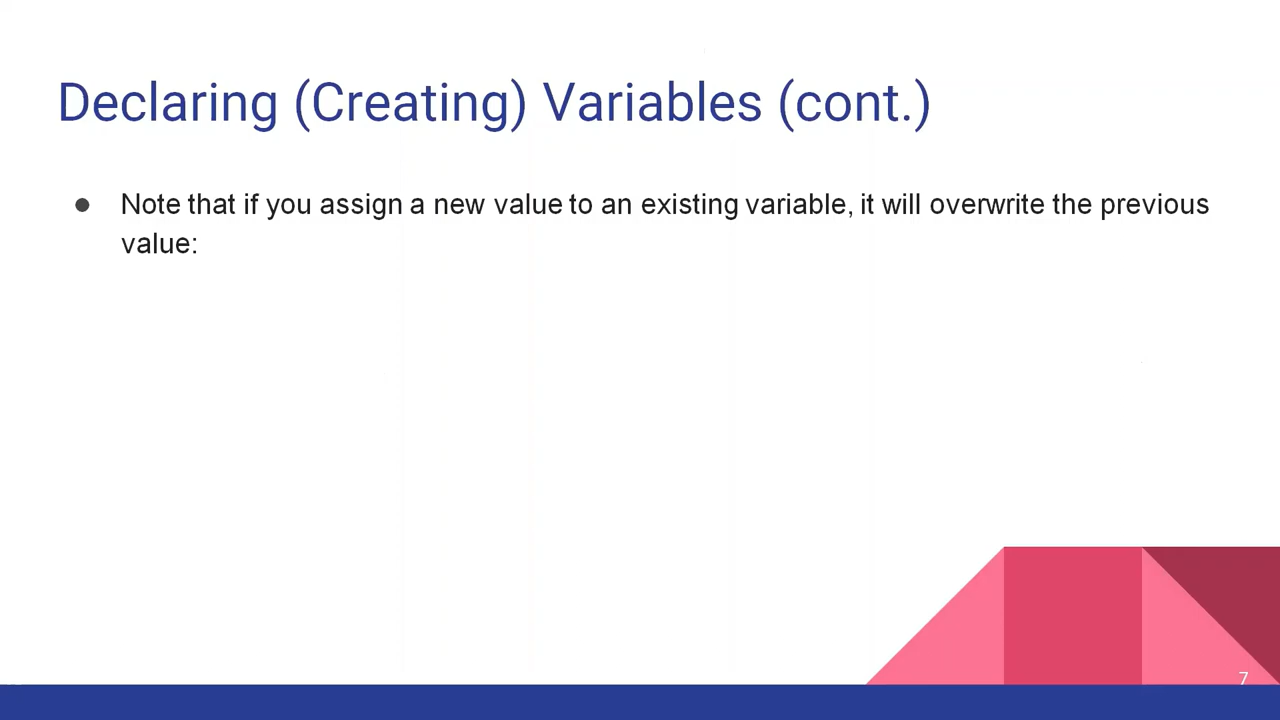 Declaring (Creating) Variables (cont.)
● Note that if you assign a new value to an existing variable, it will overwrite the previous
value:
7